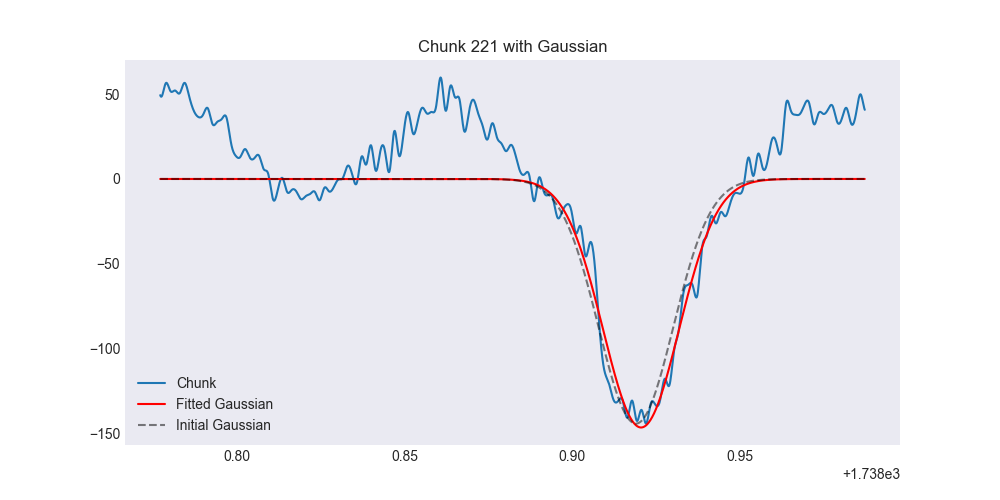 Chunk 221 with Gaussian
50
0
−50
−100
−150
Chunk
Fitted Gaussian
Initial Gaussian
0.80 0.85 0.90 0.95
+1.738e3